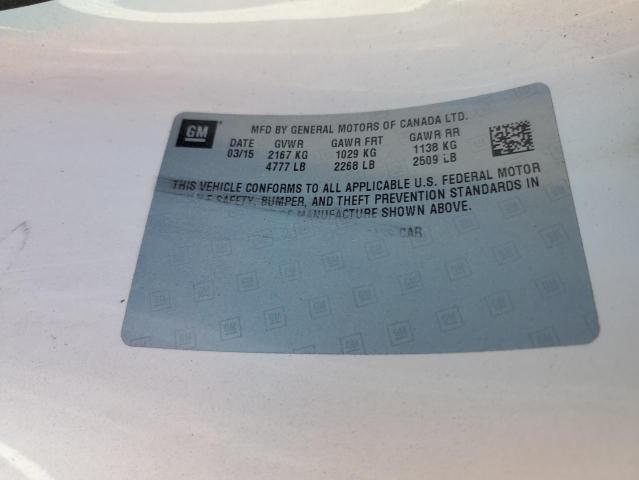 GM
MFD BY GENERAL MOTORS OF CANADA LTD.
DATE GVWR GAWR FRT GAWR RR
03/15 2167 KG 1029 KG 1138 KG
4777 LB 2268 LB 2509 LB
THIS VEHICLE CONFORMS TO ALL APPLICABLE U.S. FEDERAL MOTOR
SAFETY, BUMPER, AND THEFT PREVENTION STANDARDS IN
MANUFACTURE SHOWN ABOVE.
CAR